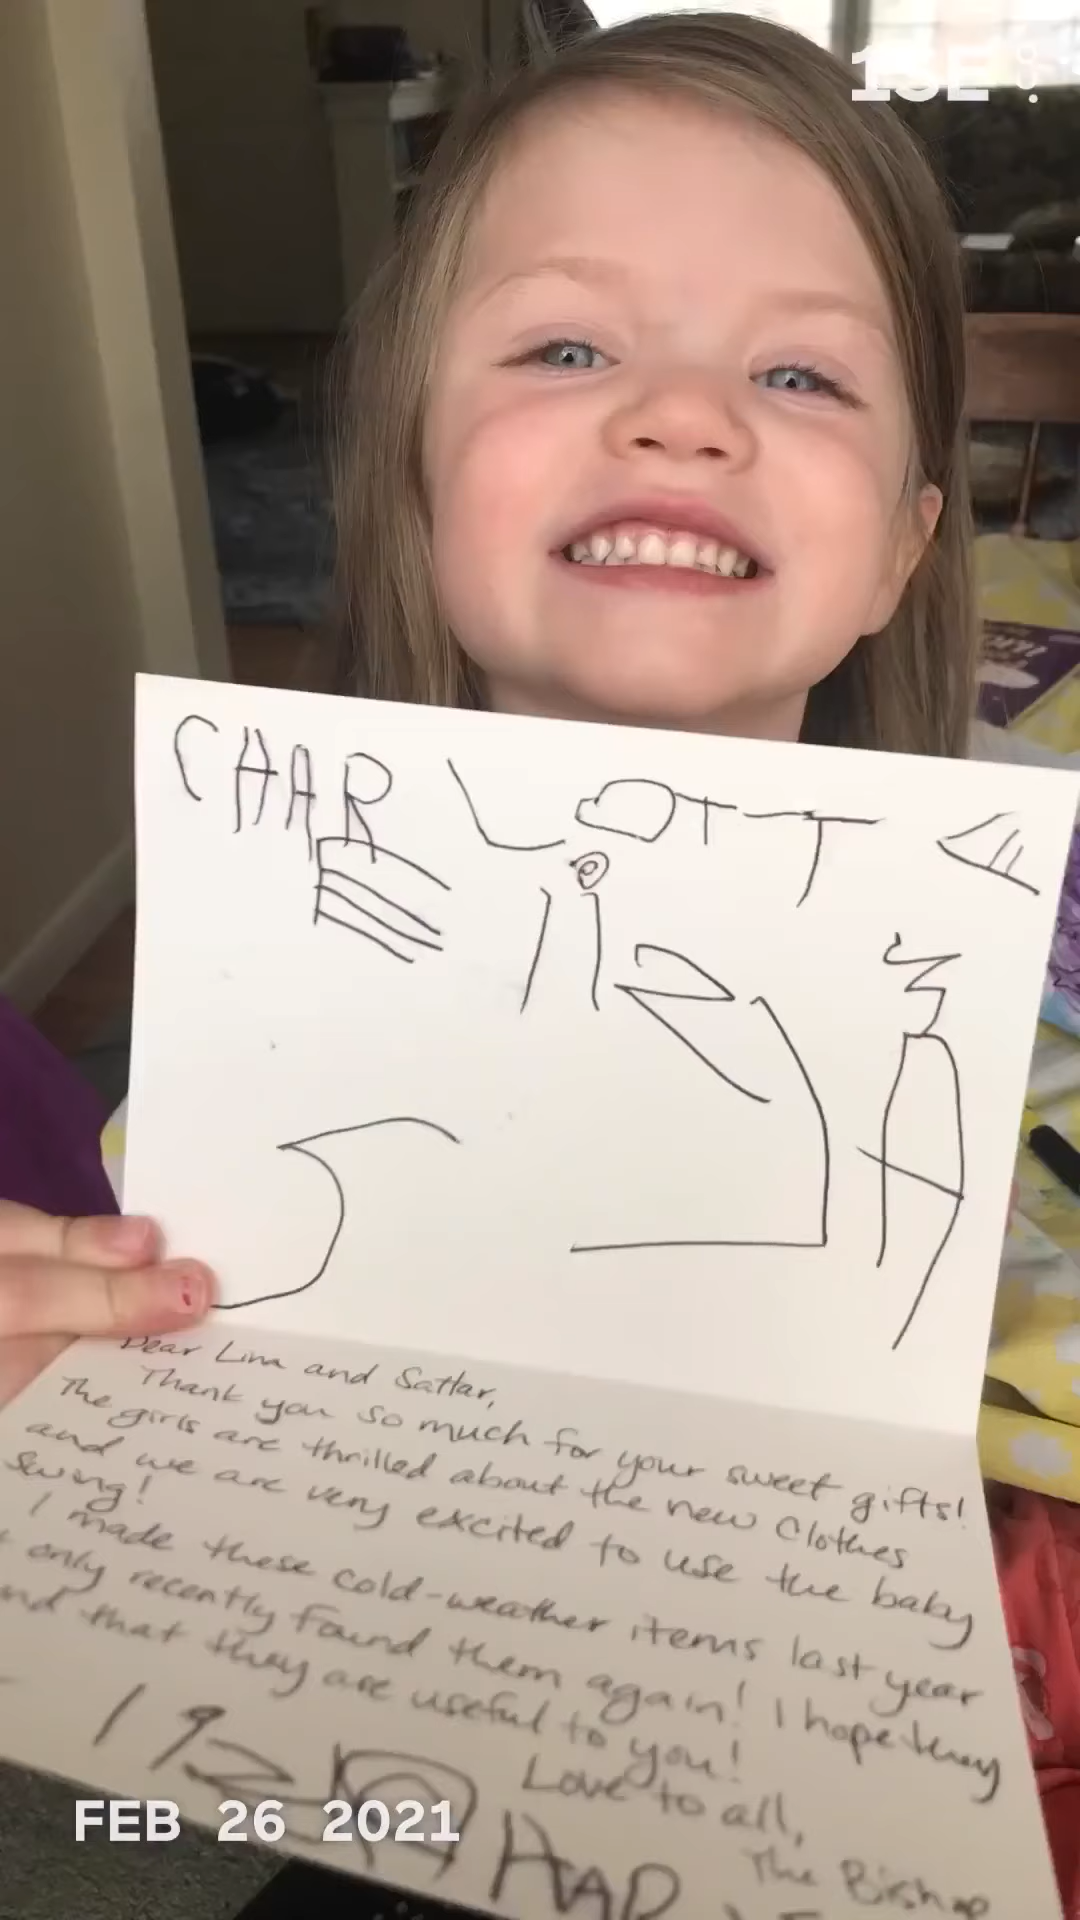 1SE
CHARLOTTE
Dear Lina and Sattar,
Thank you so much for your sweet gifts!
The girls are thrilled about the new clothes
and we are very excited to use the baby
swing!
I made these cold-weather items last year
only recently found them again! I hope they
that they are useful to you!
Love to all,
The Bishop
FEB 26 2021